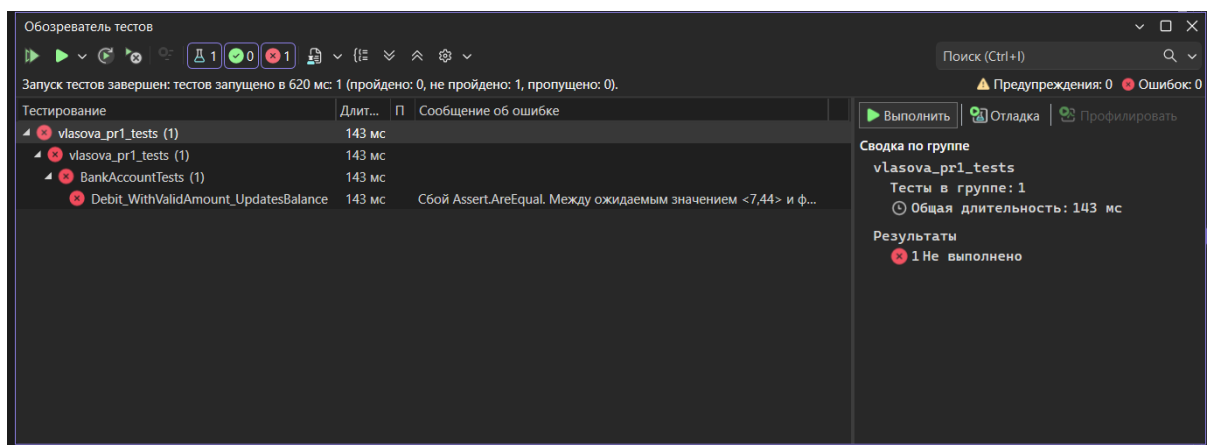 Обозреватель тестов
1 0 1 Поиск (Ctrl+I)
Запуск тестов завершен: тестов запущено в 620 мс: 1 (пройдено: 0, не пройдено: 1, пропущено: 0). Предупреждения: 0 Ошибок: 0
Тестирование Длит... П Сообщение об ошибке
vlasova_pr1_tests (1) 143 мс
vlasova_pr1_tests (1) 143 мс
BankAccountTests (1) 143 мс
Debit_WithValidAmount_UpdatesBalance 143 мс Сбой Assert.AreEqual. Между ожидаемым значением <7,44> и ф...
Выполнить Отладка Профилировать
Сводка по группе
vlasova_pr1_tests
Тесты в группе: 1
Общая длительность: 143 мс
Результаты
1 Не выполнено